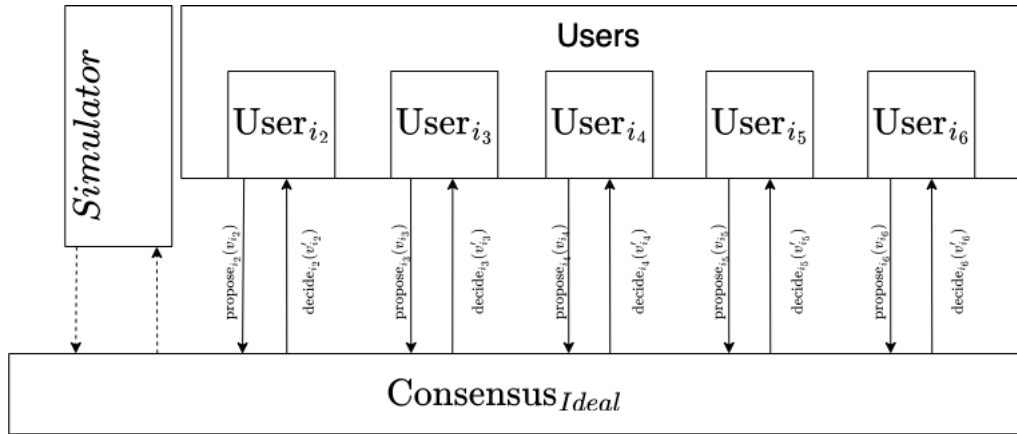 Simulator
Users
User_{i_2}
User_{i_3}
User_{i_4}
User_{i_5}
User_{i_6}
propose_{i_2}(v_{i_2})
decide_{i_2}(v'_{i_2})
propose_{i_3}(v_{i_3})
decide_{i_3}(v'_{i_3})
propose_{i_4}(v_{i_4})
decide_{i_4}(v'_{i_4})
propose_{i_5}(v_{i_5})
decide_{i_5}(v'_{i_5})
propose_{i_6}(v_{i_6})
decide_{i_6}(v'_{i_6})
Consensus_{Ideal}